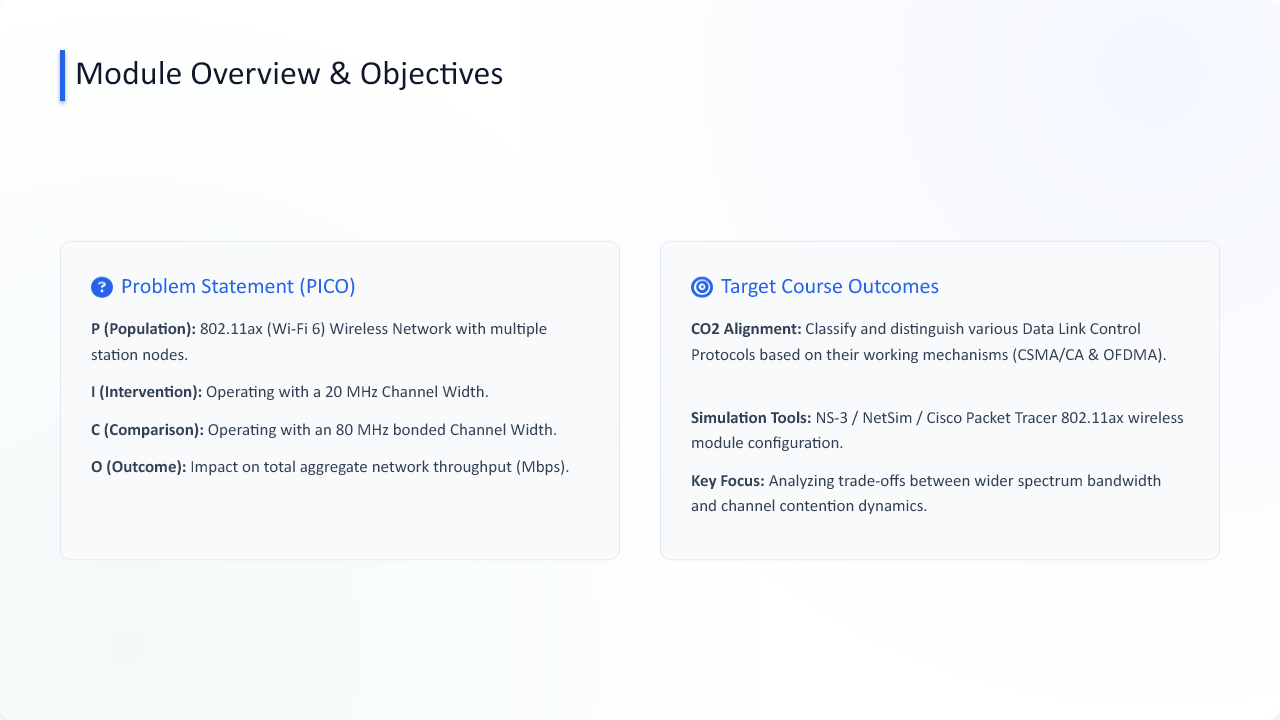 Module Overview & Objectives
Problem Statement (PICO)
P (Population): 802.11ax (Wi-Fi 6) Wireless Network with multiple
station nodes.
I (Intervention): Operating with a 20 MHz Channel Width.
C (Comparison): Operating with an 80 MHz bonded Channel Width.
O (Outcome): Impact on total aggregate network throughput (Mbps).
Target Course Outcomes
CO2 Alignment: Classify and distinguish various Data Link Control
Protocols based on their working mechanisms (CSMA/CA & OFDMA).
Simulation Tools: NS-3 / NetSim / Cisco Packet Tracer 802.11ax wireless
module configuration.
Key Focus: Analyzing trade-offs between wider spectrum bandwidth
and channel contention dynamics.